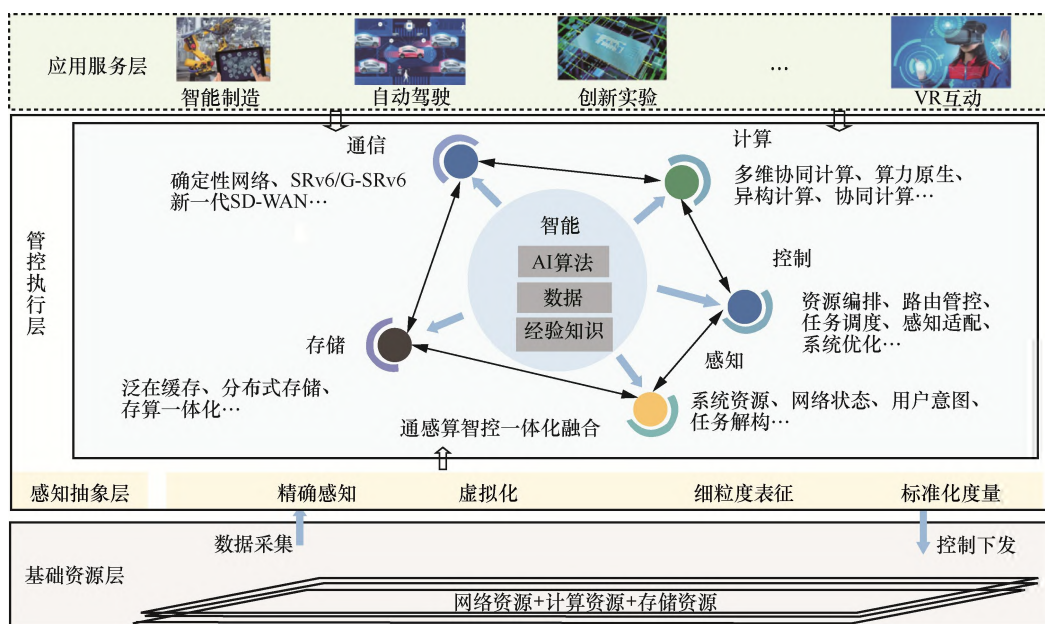 应用服务层
智能制造
自动驾驶
创新实验
…
VR互动
管控执行层
通信
确定性网络、SRv6/G-SRv6
新一代SD-WAN…
计算
多维协同计算、算力原生、
异构计算、协同计算…
智能
AI算法
数据
经验知识
控制
资源编排、路由管控、
任务调度、感知适配、
系统优化…
存储
泛在缓存、分布式存储、
存算一体化…
感知
系统资源、网络状态、用户意图、
任务解构…
通感算智控一体化融合
感知抽象层
精确感知
虚拟化
细粒度表征
标准化度量
数据采集
控制下发
基础资源层
网络资源+计算资源+存储资源